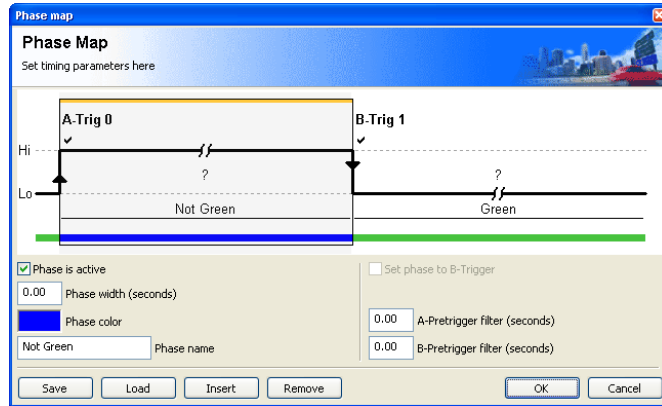 Phase map
Phase Map
Set timing parameters here
A-Trig 0 B-Trig 1
Hi
? ?
Lo
Not Green Green
Phase is active Set phase to B-Trigger
0.00 Phase width (seconds)
Phase color 0.00 A-Pretrigger filter (seconds)
Not Green Phase name 0.00 B-Pretrigger filter (seconds)
Save Load Insert Remove OK Cancel